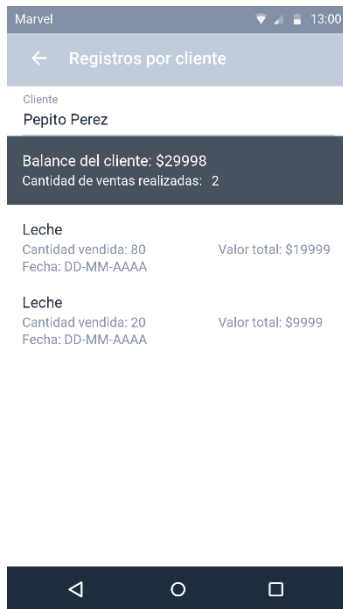 Marvel 13:00
Registros por cliente
Cliente
Pepito Perez
Balance del cliente: $29998
Cantidad de ventas realizadas: 2
Leche
Cantidad vendida: 80 Valor total: $19999
Fecha: DD-MM-AAAA
Leche
Cantidad vendida: 20 Valor total: $9999
Fecha: DD-MM-AAAA